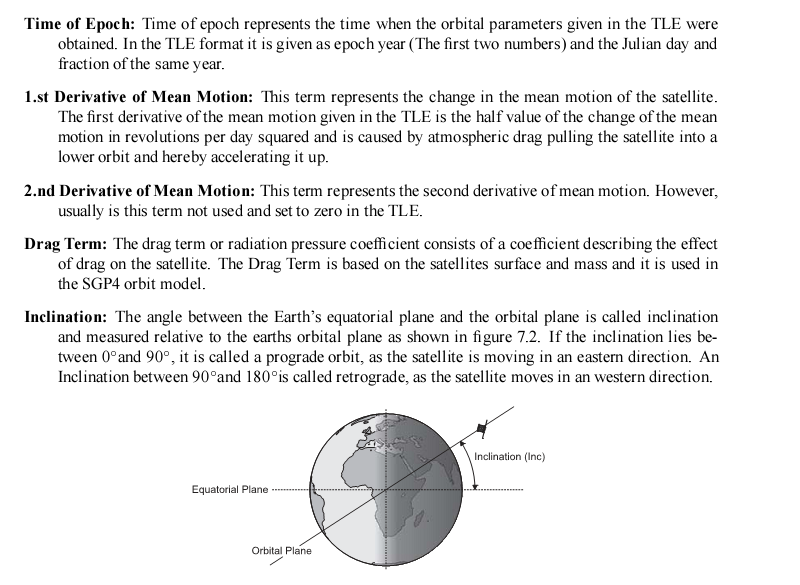 Time of Epoch: Time of epoch represents the time when the orbital parameters given in the TLE were
obtained. In the TLE format it is given as epoch year (The first two numbers) and the Julian day and
fraction of the same year.
1.st Derivative of Mean Motion: This term represents the change in the mean motion of the satellite.
The first derivative of the mean motion given in the TLE is the half value of the change of the mean
motion in revolutions per day squared and is caused by atmospheric drag pulling the satellite into a
lower orbit and hereby accelerating it up.
2.nd Derivative of Mean Motion: This term represents the second derivative of mean motion. However,
usually is this term not used and set to zero in the TLE.
Drag Term: The drag term or radiation pressure coefficient consists of a coefficient describing the effect
of drag on the satellite. The Drag Term is based on the satellites surface and mass and it is used in
the SGP4 orbit model.
Inclination: The angle between the Earth's equatorial plane and the orbital plane is called inclination
and measured relative to the earths orbital plane as shown in figure 7.2. If the inclination lies be-
tween 0°and 90°, it is called a prograde orbit, as the satellite is moving in an eastern direction. An
Inclination between 90°and 180°is called retrograde, as the satellite moves in an western direction.
Inclination (Inc)
Equatorial Plane
Orbital Plane